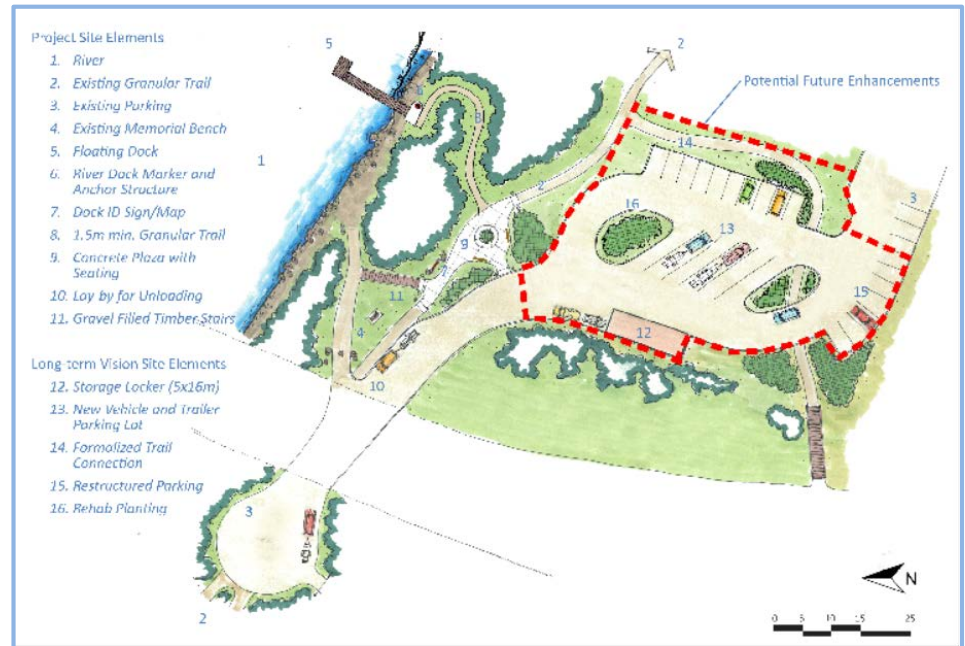 Project Site Elements
1. River
2. Existing Granular Trail
3. Existing Parking
4. Existing Memorial Bench
5. Floating Dock
6. River Dock Marker and
Anchor Structure
7. Dock ID Sign/Map
8. 1.5m min. Granular Trail
9. Concrete Plaza with
Seating
10. Lay by for Unloading
11. Gravel Filled Timber Stairs
Long-term Vision Site Elements
12. Storage Locker (5x16m)
13. New Vehicle and Trailer
Parking Lot
14. Formalized Trail
Connection
15. Restructured Parking
16. Rehab Planting
5
2
Potential Future Enhancements
6
8
14
1
2
3
16
13
9
7
15
11
4
12
10
3
2
N
0 5 10 15 25